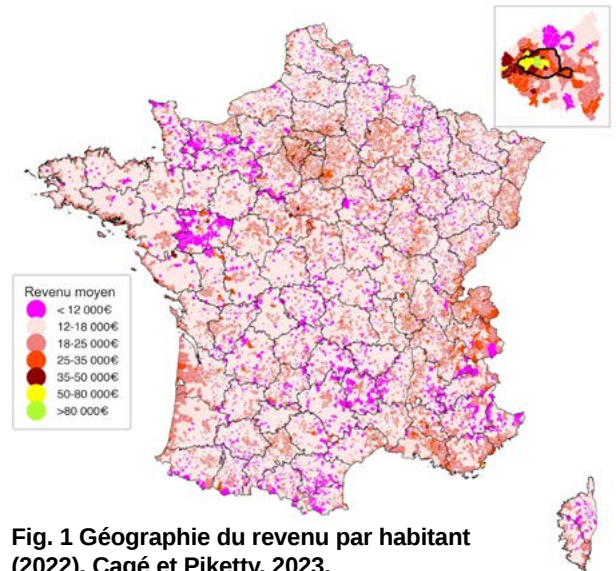 Revenu moyen
< 12 000€
12-18 000€
18-25 000€
25-35 000€
35-50 000€
50-80 000€
>80 000€
Fig. 1 Géographie du revenu par habitant
(2022). Cagé et Piketty, 2023.